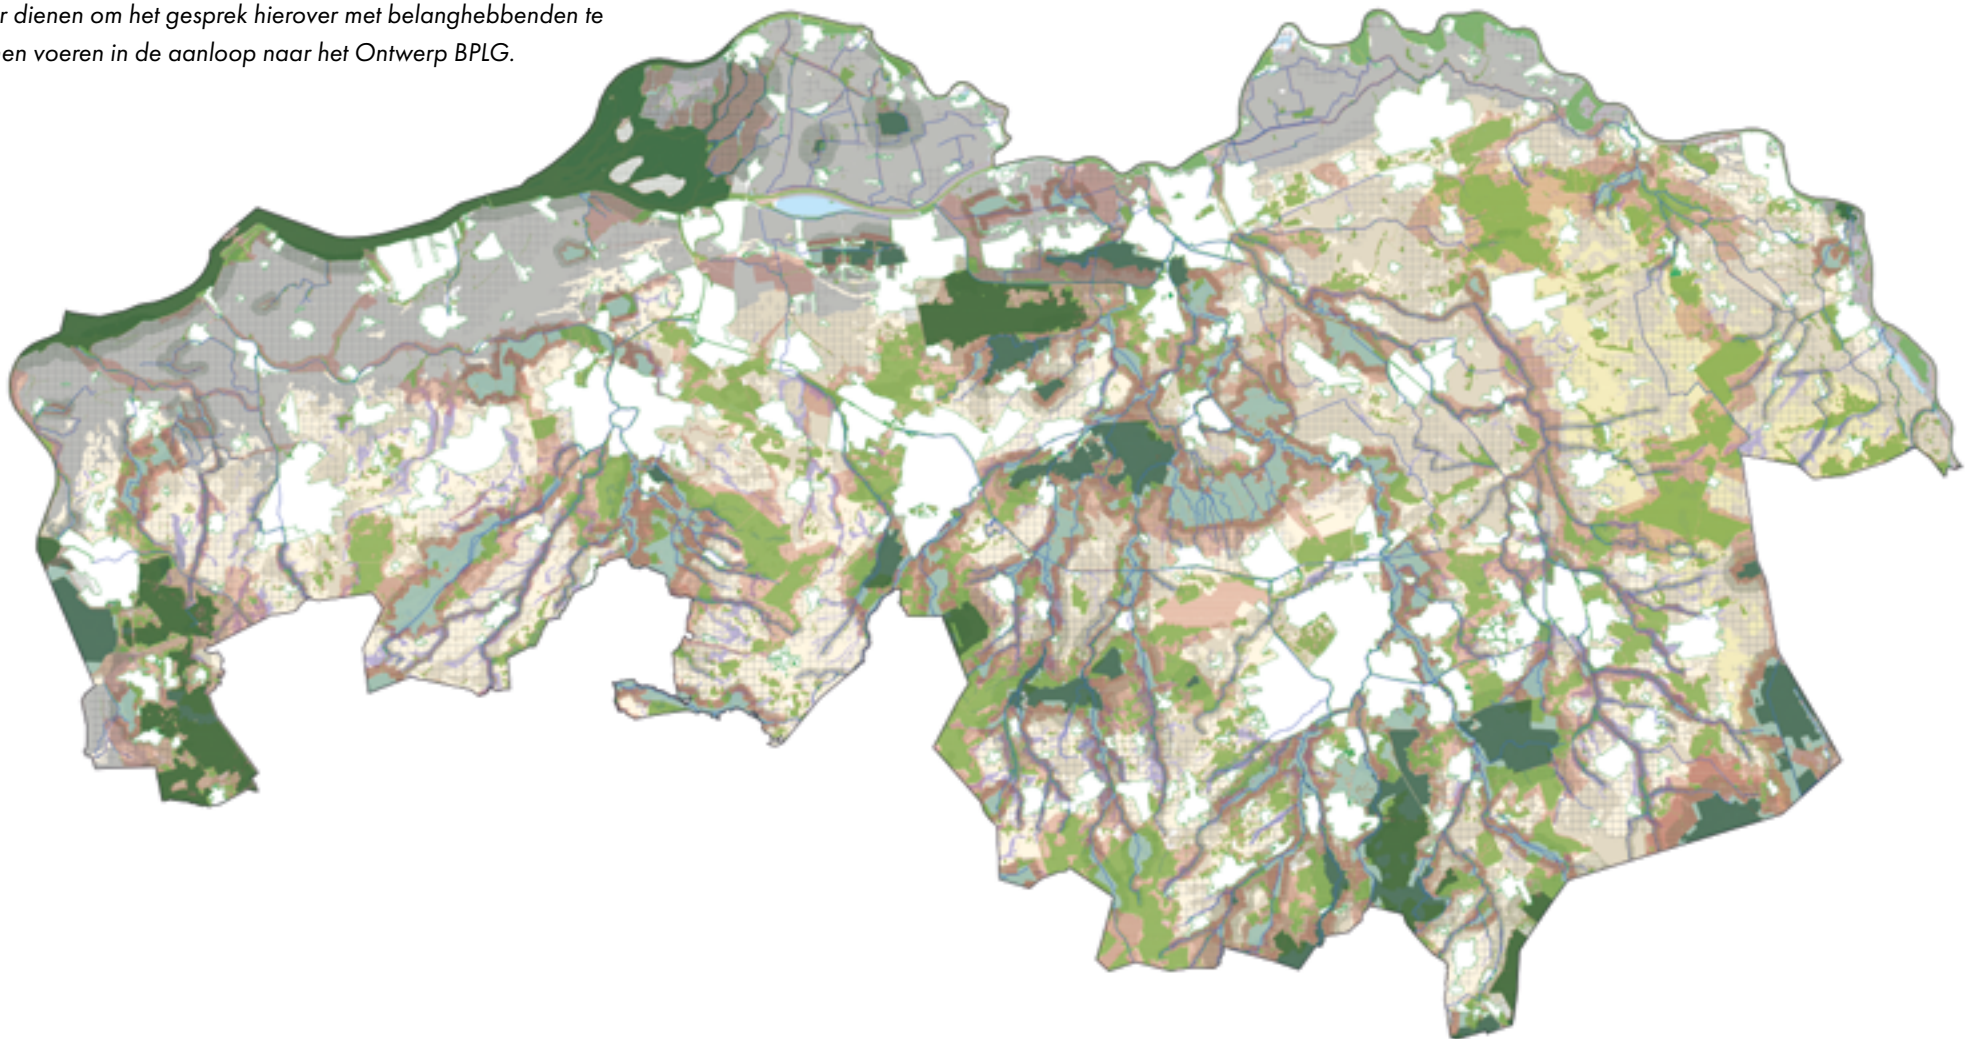 r dienen om het gesprek hierover met belanghebbenden te
en voeren in de aanloop naar het Ontwerp BPLG.